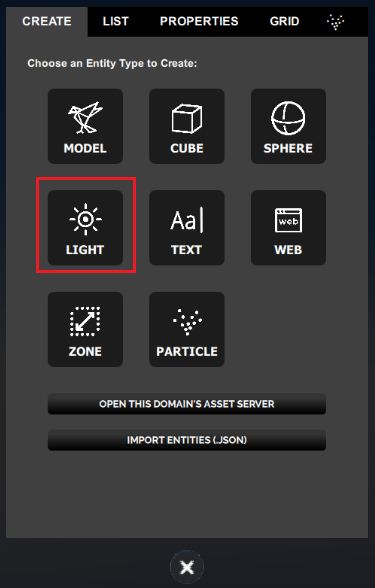 CREATE LIST PROPERTIES GRID
Choose an Entity Type to Create:
MODEL CUBE SPHERE
Aa web
LIGHT TEXT WEB
ZONE PARTICLE
OPEN THIS DOMAIN'S ASSET SERVER
IMPORT ENTITIES (.JSON)